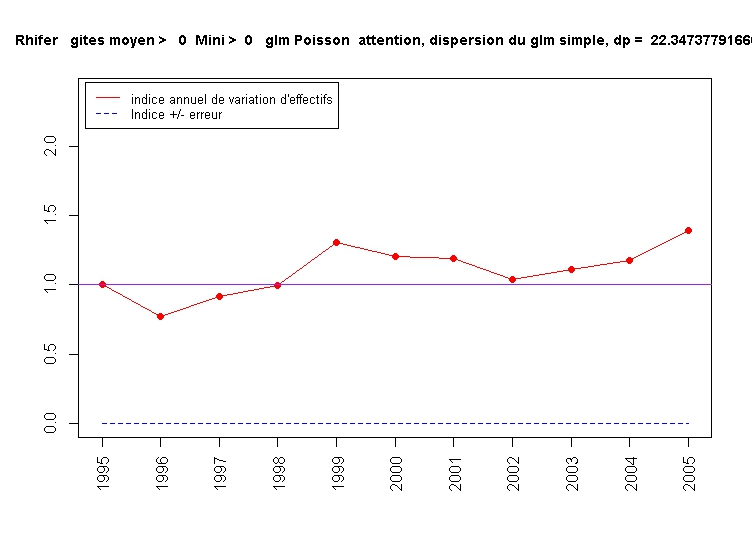 Rhifer gites moyen > 0 Mini > 0 glm Poisson attention, dispersion du glm simple, dp = 22.3473779166
indice annuel de variation d'effectifs
Indice +/- erreur
2.0
1.5
1.0
0.5
0.0
1995 1996 1997 1998 1999 2000 2001 2002 2003 2004 2005